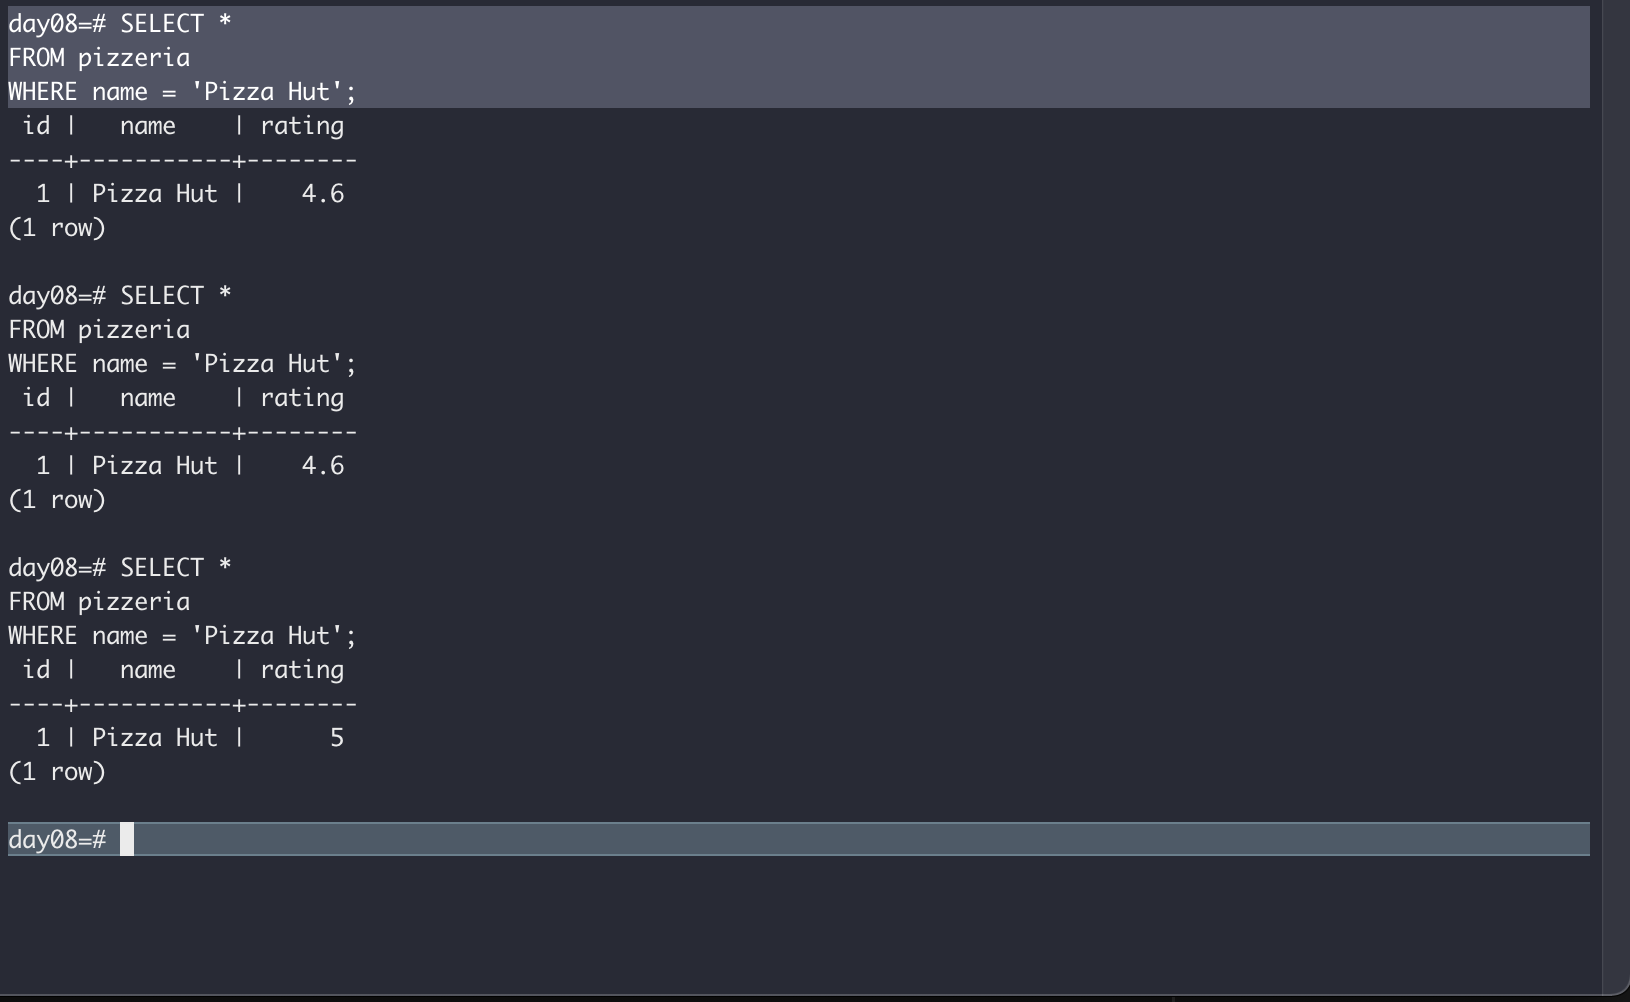 day08=# SELECT *
FROM pizzeria
WHERE name = 'Pizza Hut';
 id |   name    | rating
----+-----------+--------
  1 | Pizza Hut |    4.6
(1 row)

day08=# SELECT *
FROM pizzeria
WHERE name = 'Pizza Hut';
 id |   name    | rating
----+-----------+--------
  1 | Pizza Hut |    4.6
(1 row)

day08=# SELECT *
FROM pizzeria
WHERE name = 'Pizza Hut';
 id |   name    | rating
----+-----------+--------
  1 | Pizza Hut |      5
(1 row)

day08=#